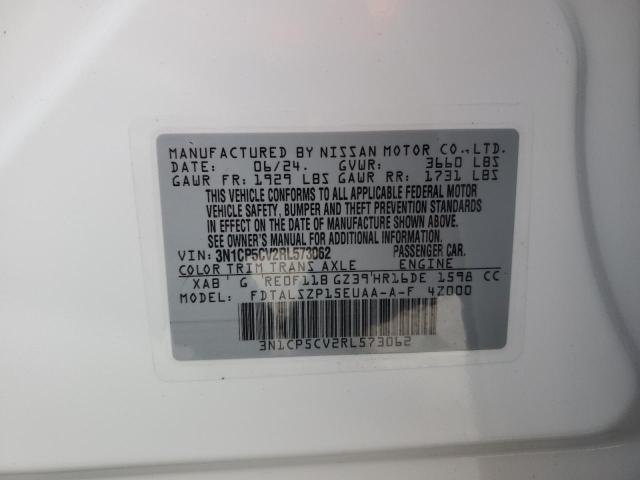 MANUFACTURED BY NISSAN MOTOR CO.,LTD.
DATE: 06/24. GVWR: 3660 LBS
GAWR FR: 1929 LBS GAWR RR: 1731 LBS
THIS VEHICLE CONFORMS TO ALL APPLICABLE FEDERAL MOTOR
VEHICLE SAFETY, BUMPER AND THEFT PREVENTION STANDARDS
IN EFFECT ON THE DATE OF MANUFACTURE SHOWN ABOVE.
SEE OWNER'S MANUAL FOR ADDITIONAL INFORMATION.
VIN: 3N1CP5CV2RL573062 PASSENGER CAR.
COLOR TRIM TRANS AXLE ENGINE
XAB G RE0F11B GZ39 HR16DE 1598 CC
MODEL: FDTALSZP15EUAA-A-F 4Z000
3N1CP5CV2RL573062